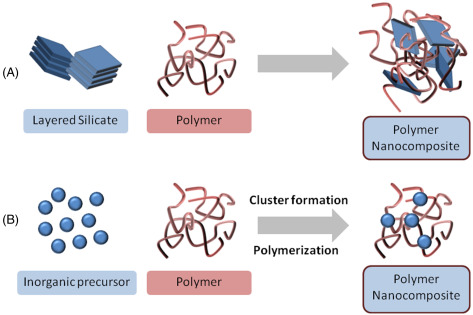 (A)
Layered Silicate
Polymer
Polymer
Nanocomposite
(B)
Cluster formation
Polymerization
Inorganic precursor
Polymer
Polymer
Nanocomposite